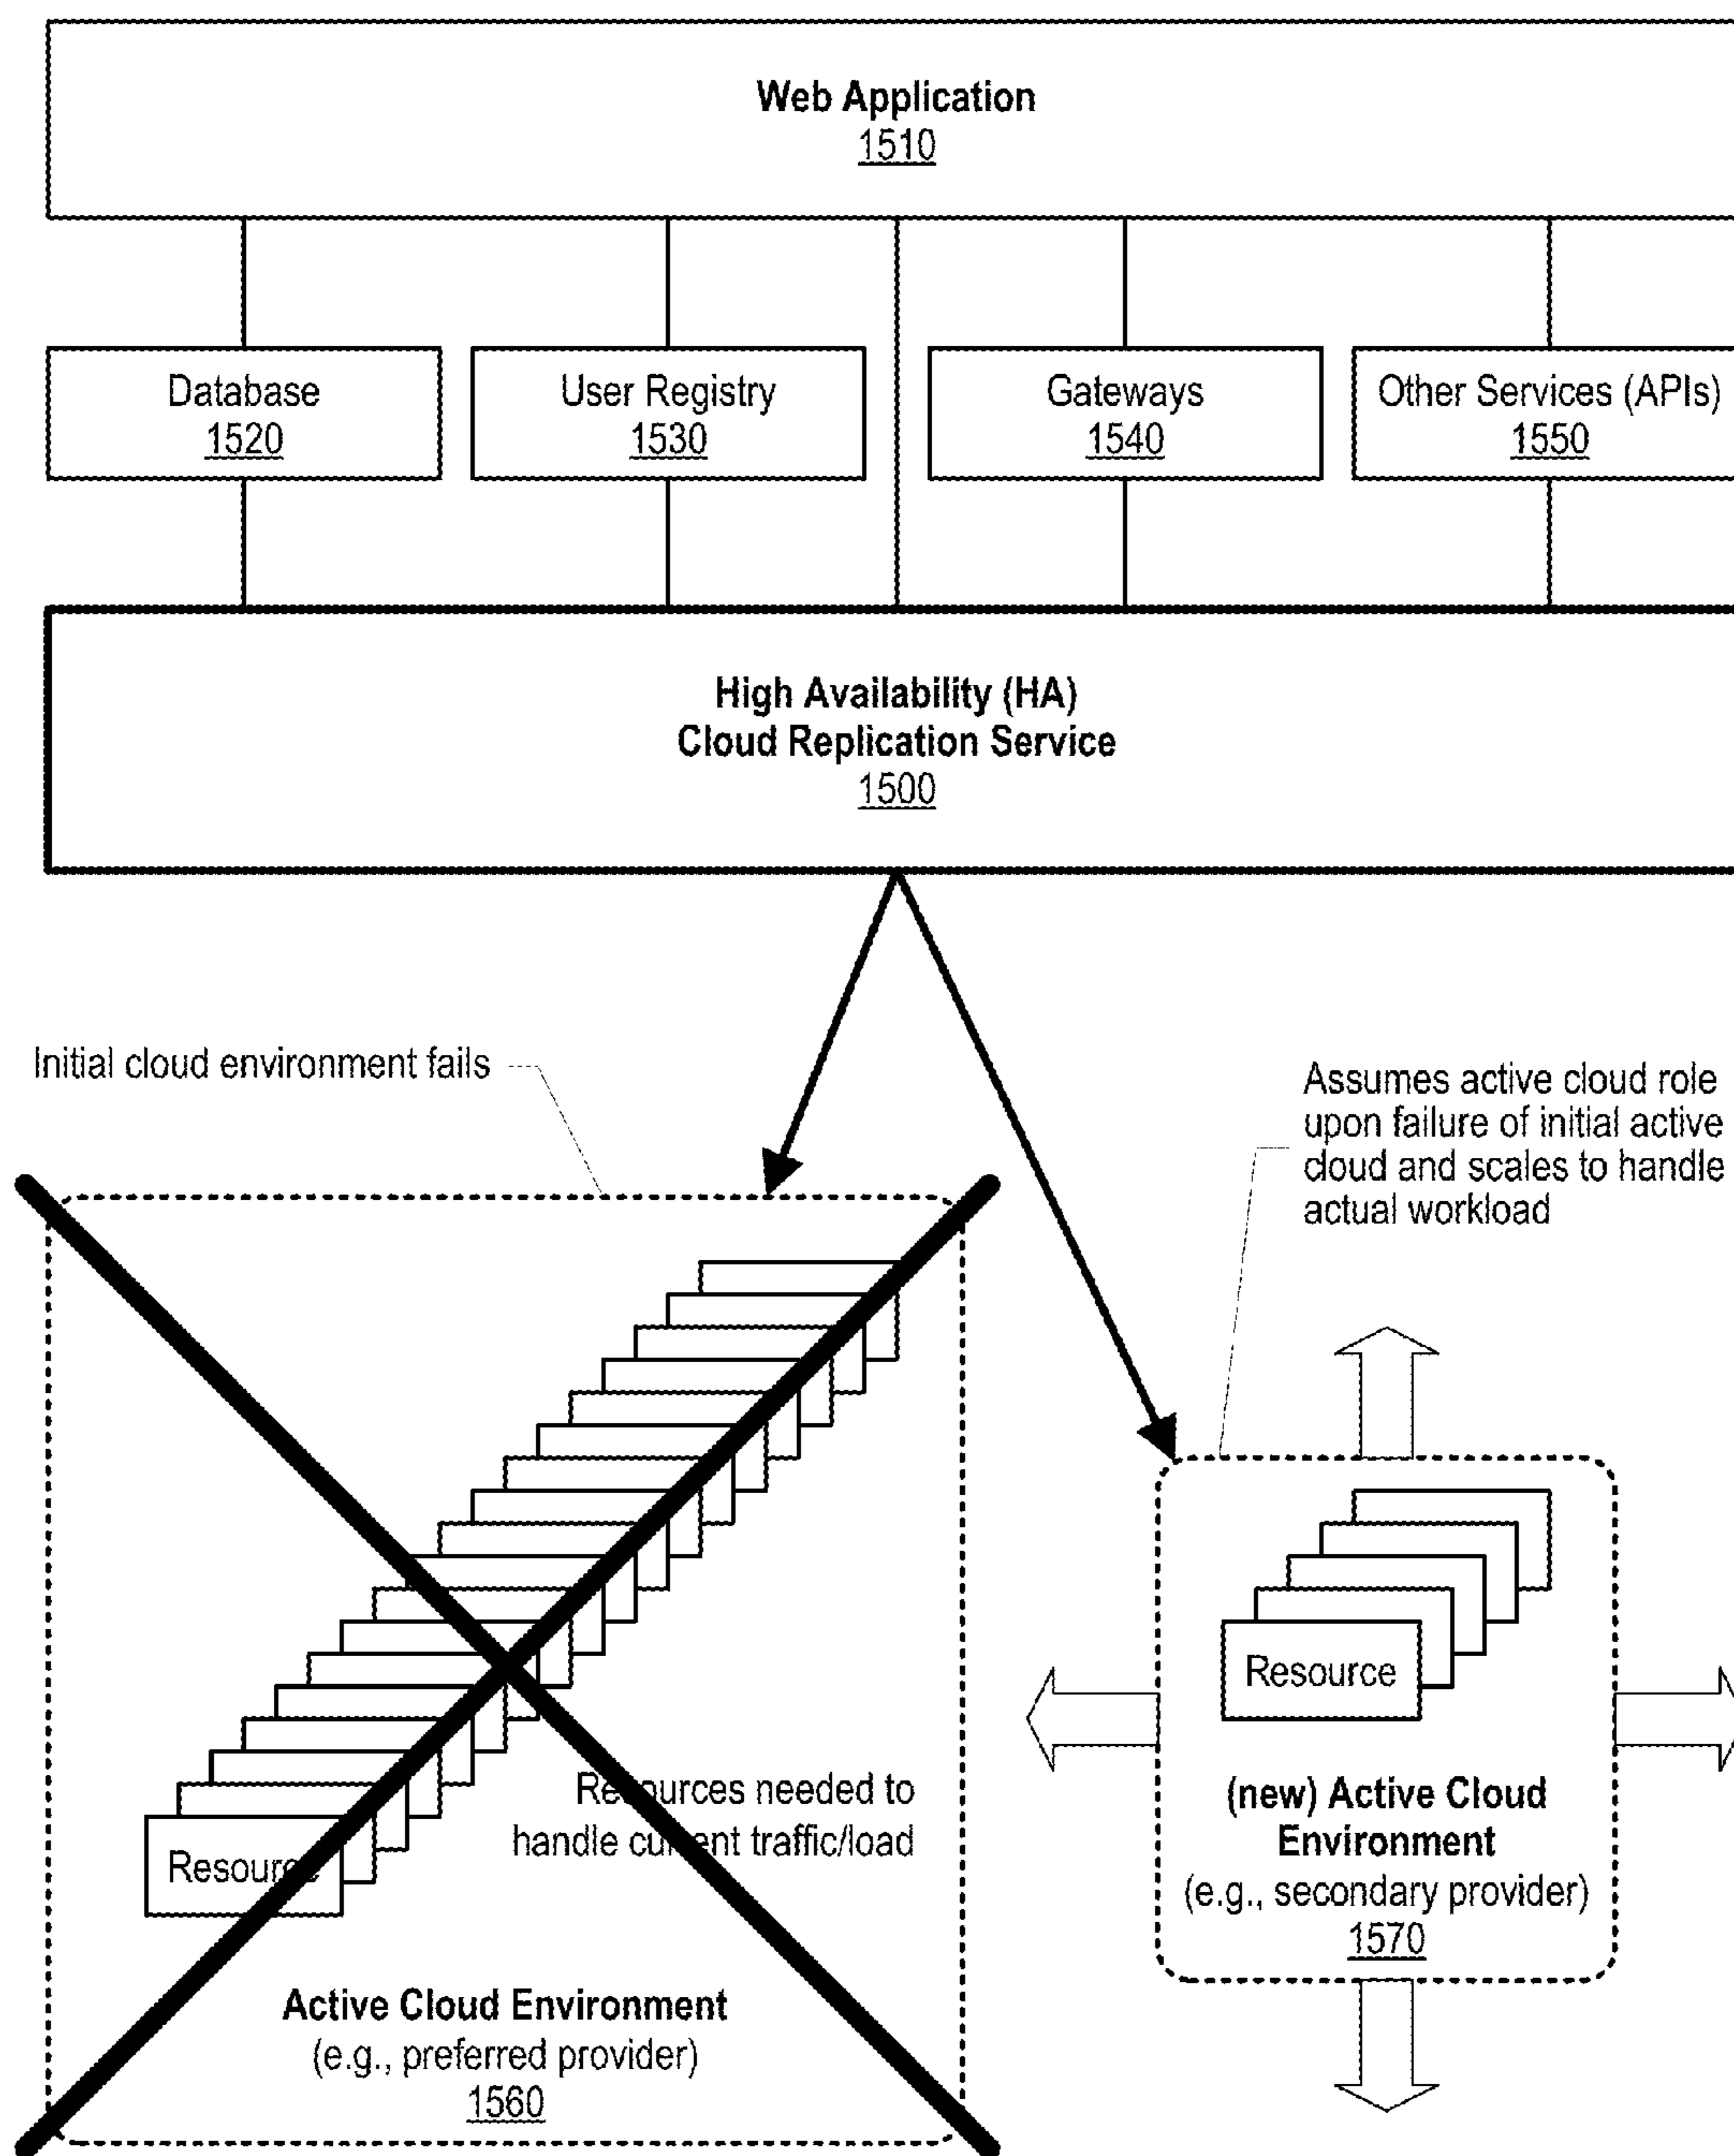 Web Application
1510
Database
1520
User Registry
1530
Gateways
1540
Other Services (APIs)
1550
High Availability (HA)
Cloud Replication Service
1500
Initial cloud environment fails
Assumes active cloud role
upon failure of initial active
cloud and scales to handle
actual workload
Resources needed to
handle current traffic/load
Resource
Active Cloud Environment
(e.g., preferred provider)
1560
Resource
(new) Active Cloud
Environment
(e.g., secondary provider)
1570